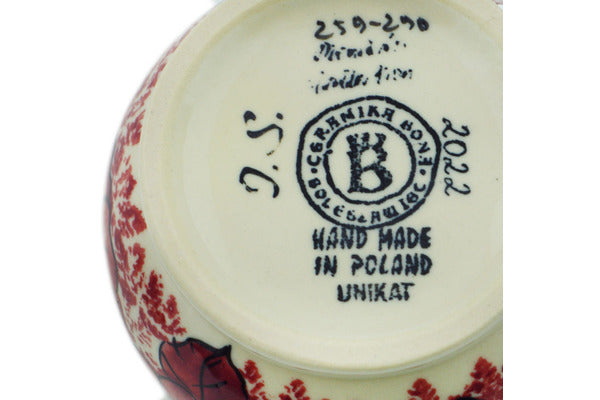 259-290
J.S.
CERAMIKA BONA
B
BOLESŁAWIEC
2022
HAND MADE
IN POLAND
UNIKAT